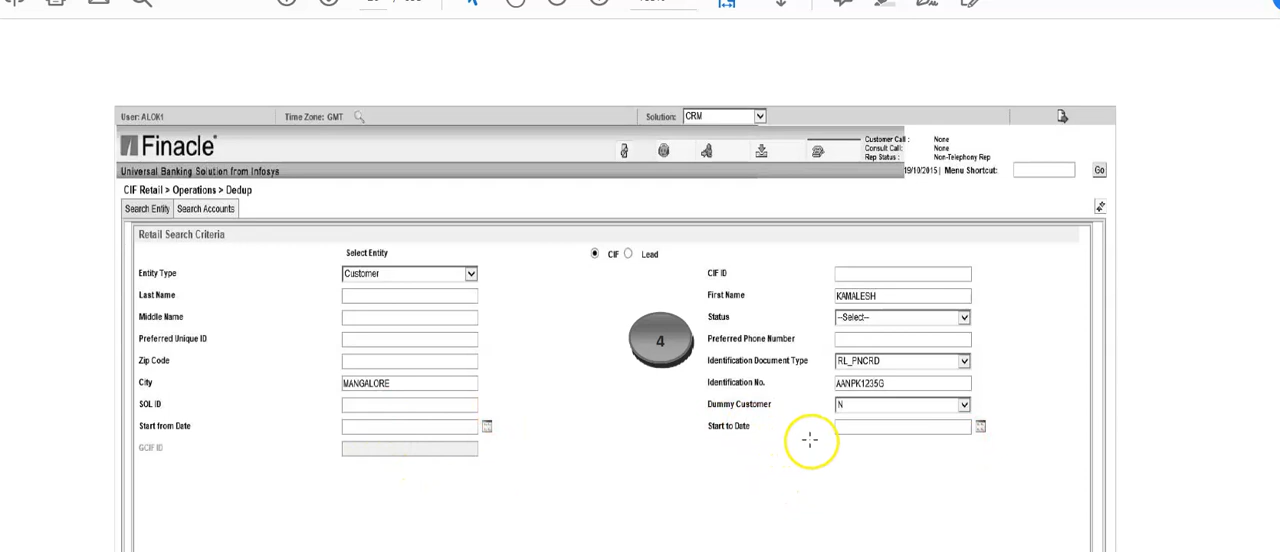 User: ALOK1 Time Zone: GMT Solution: CRM
Finacle
Customer Call : None
Consult Call: None
Rep Status : Non-Telephony Rep
Universal Banking Solution from Infosys 19/10/2015 | Menu Shortcut: Go
CIF Retail > Operations > Dedup
Search Entity Search Accounts
Retail Search Criteria
Select Entity CIF Lead
Entity Type Customer CIF ID
Last Name First Name KAMALESH
Middle Name Status --Select--
4
Preferred Unique ID Preferred Phone Number
Zip Code Identification Document Type RL_PNCRD
City MANGALORE Identification No. AANPK1235G
SOL ID Dummy Customer N
Start from Date Start to Date
GCIF ID